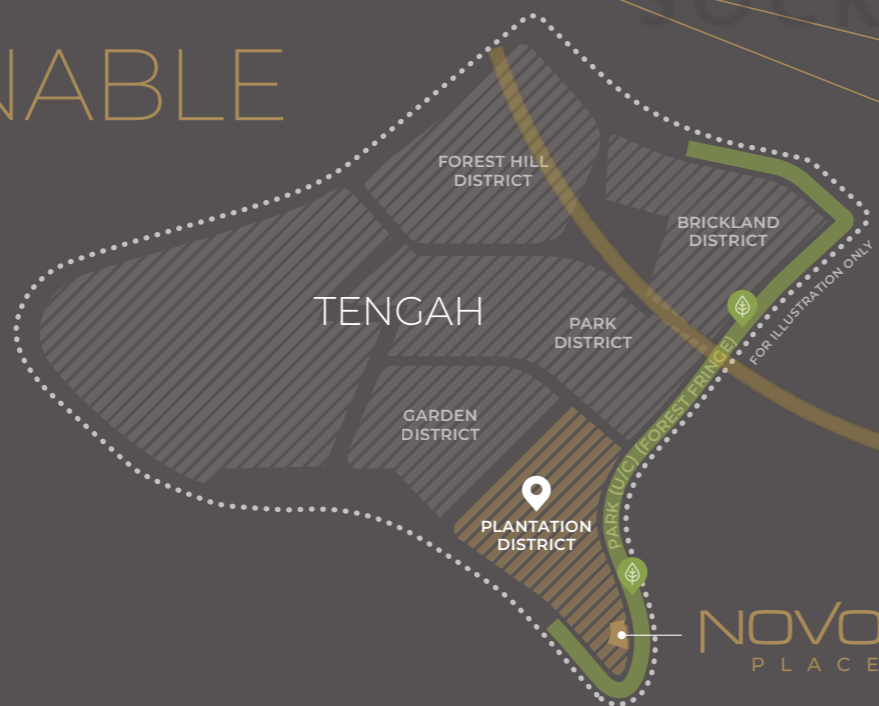 NABLE
FOREST HILL
DISTRICT
BRICKLAND
DISTRICT
FOR ILLUSTRATION ONLY
TENGAH
PARK
DISTRICT
GARDEN
DISTRICT
PARK (U/C) (FOREST FRINGE)
PLANTATION
DISTRICT
NOVO
PLACE